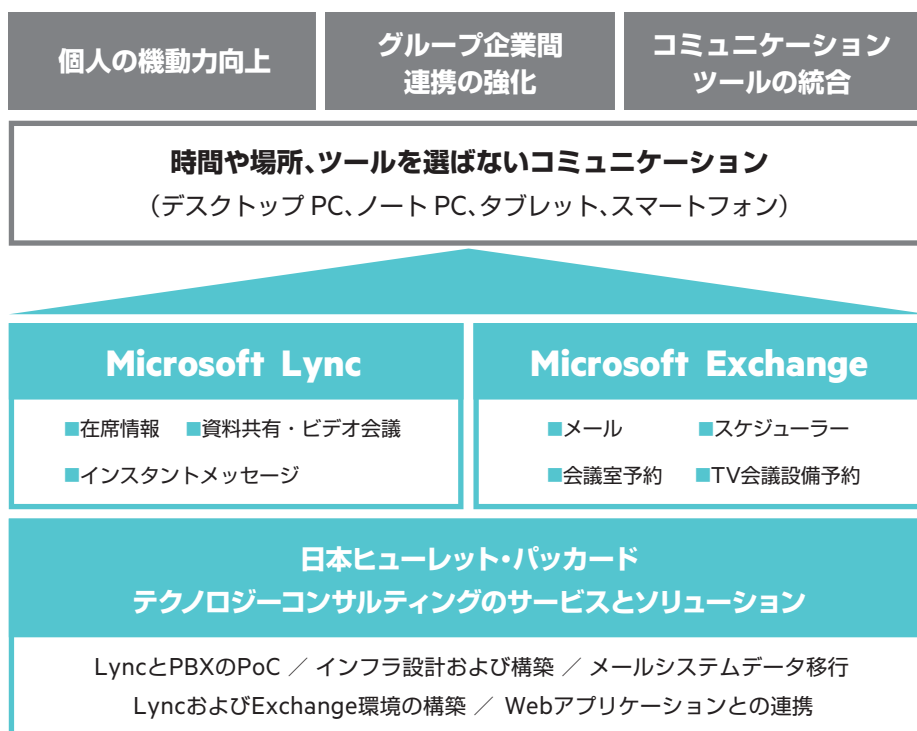 個人の機動力向上
グループ企業間
連携の強化
コミュニケーション
ツールの統合
時間や場所、ツールを選ばないコミュニケーション
（デスクトップ PC、ノート PC、タブレット、スマートフォン）
Microsoft Lync
■在席情報 ■資料共有・ビデオ会議
■インスタントメッセージ
Microsoft Exchange
■メール ■スケジューラー
■会議室予約 ■TV会議設備予約
日本ヒューレット・パッカード
テクノロジーコンサルティングのサービスとソリューション
LyncとPBXのPoC ／ インフラ設計および構築 ／ メールシステムデータ移行
LyncおよびExchange環境の構築 ／ Webアプリケーションとの連携